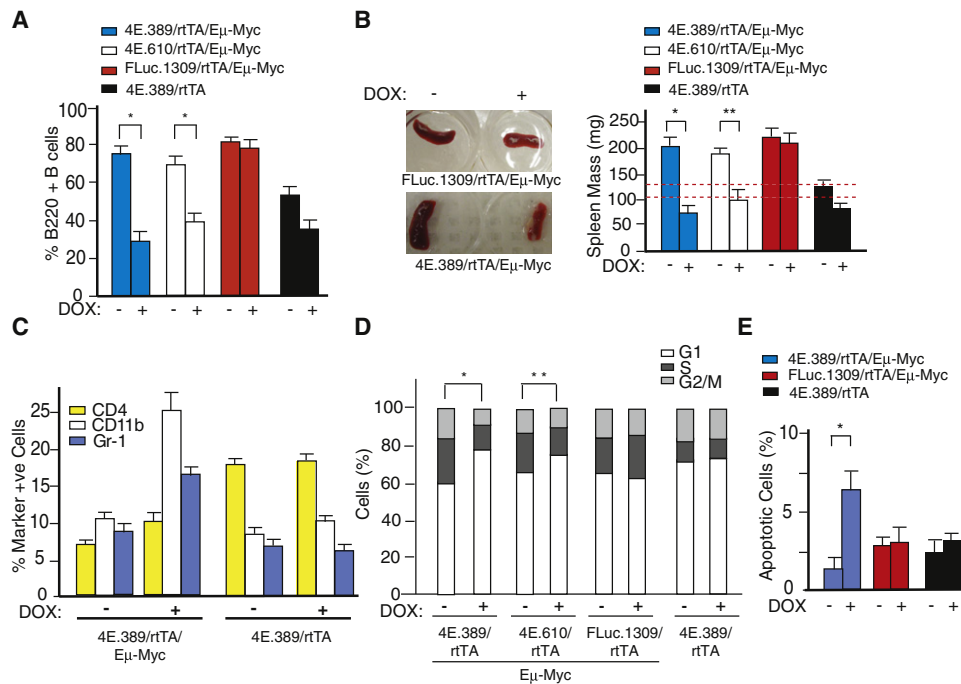 A
4E.389/rtTA/Eµ-Myc
4E.610/rtTA/Eµ-Myc
FLuc.1309/rtTA/Eµ-Myc
4E.389/rtTA
% B220 + B cells
100
80
60
40
20
0
* *
DOX: - + - + - + - +
B
DOX: - +
FLuc.1309/rtTA/Eµ-Myc
4E.389/rtTA/Eµ-Myc
4E.389/rtTA/Eµ-Myc
4E.610/rtTA/Eµ-Myc
FLuc.1309/rtTA/Eµ-Myc
4E.389/rtTA
Spleen Mass (mg)
300
250
200
150
100
50
0
* **
DOX: - + - + - + - +
C
CD4
CD11b
Gr-1
% Marker +ve Cells
25
20
15
10
5
DOX: - + - +
4E.389/rtTA/
Eµ-Myc
4E.389/rtTA
D
G1
S
G2/M
Cells (%)
100
80
60
40
20
0
* **
DOX: - + - + - + - +
4E.389/
rtTA
4E.610/
rtTA
FLuc.1309/
rtTA
4E.389/
rtTA
Eµ-Myc
E
4E.389/rtTA/Eµ-Myc
FLuc.1309/rtTA/Eµ-Myc
4E.389/rtTA
Apoptotic Cells (%)
10
5
0
*
DOX - + - + - +